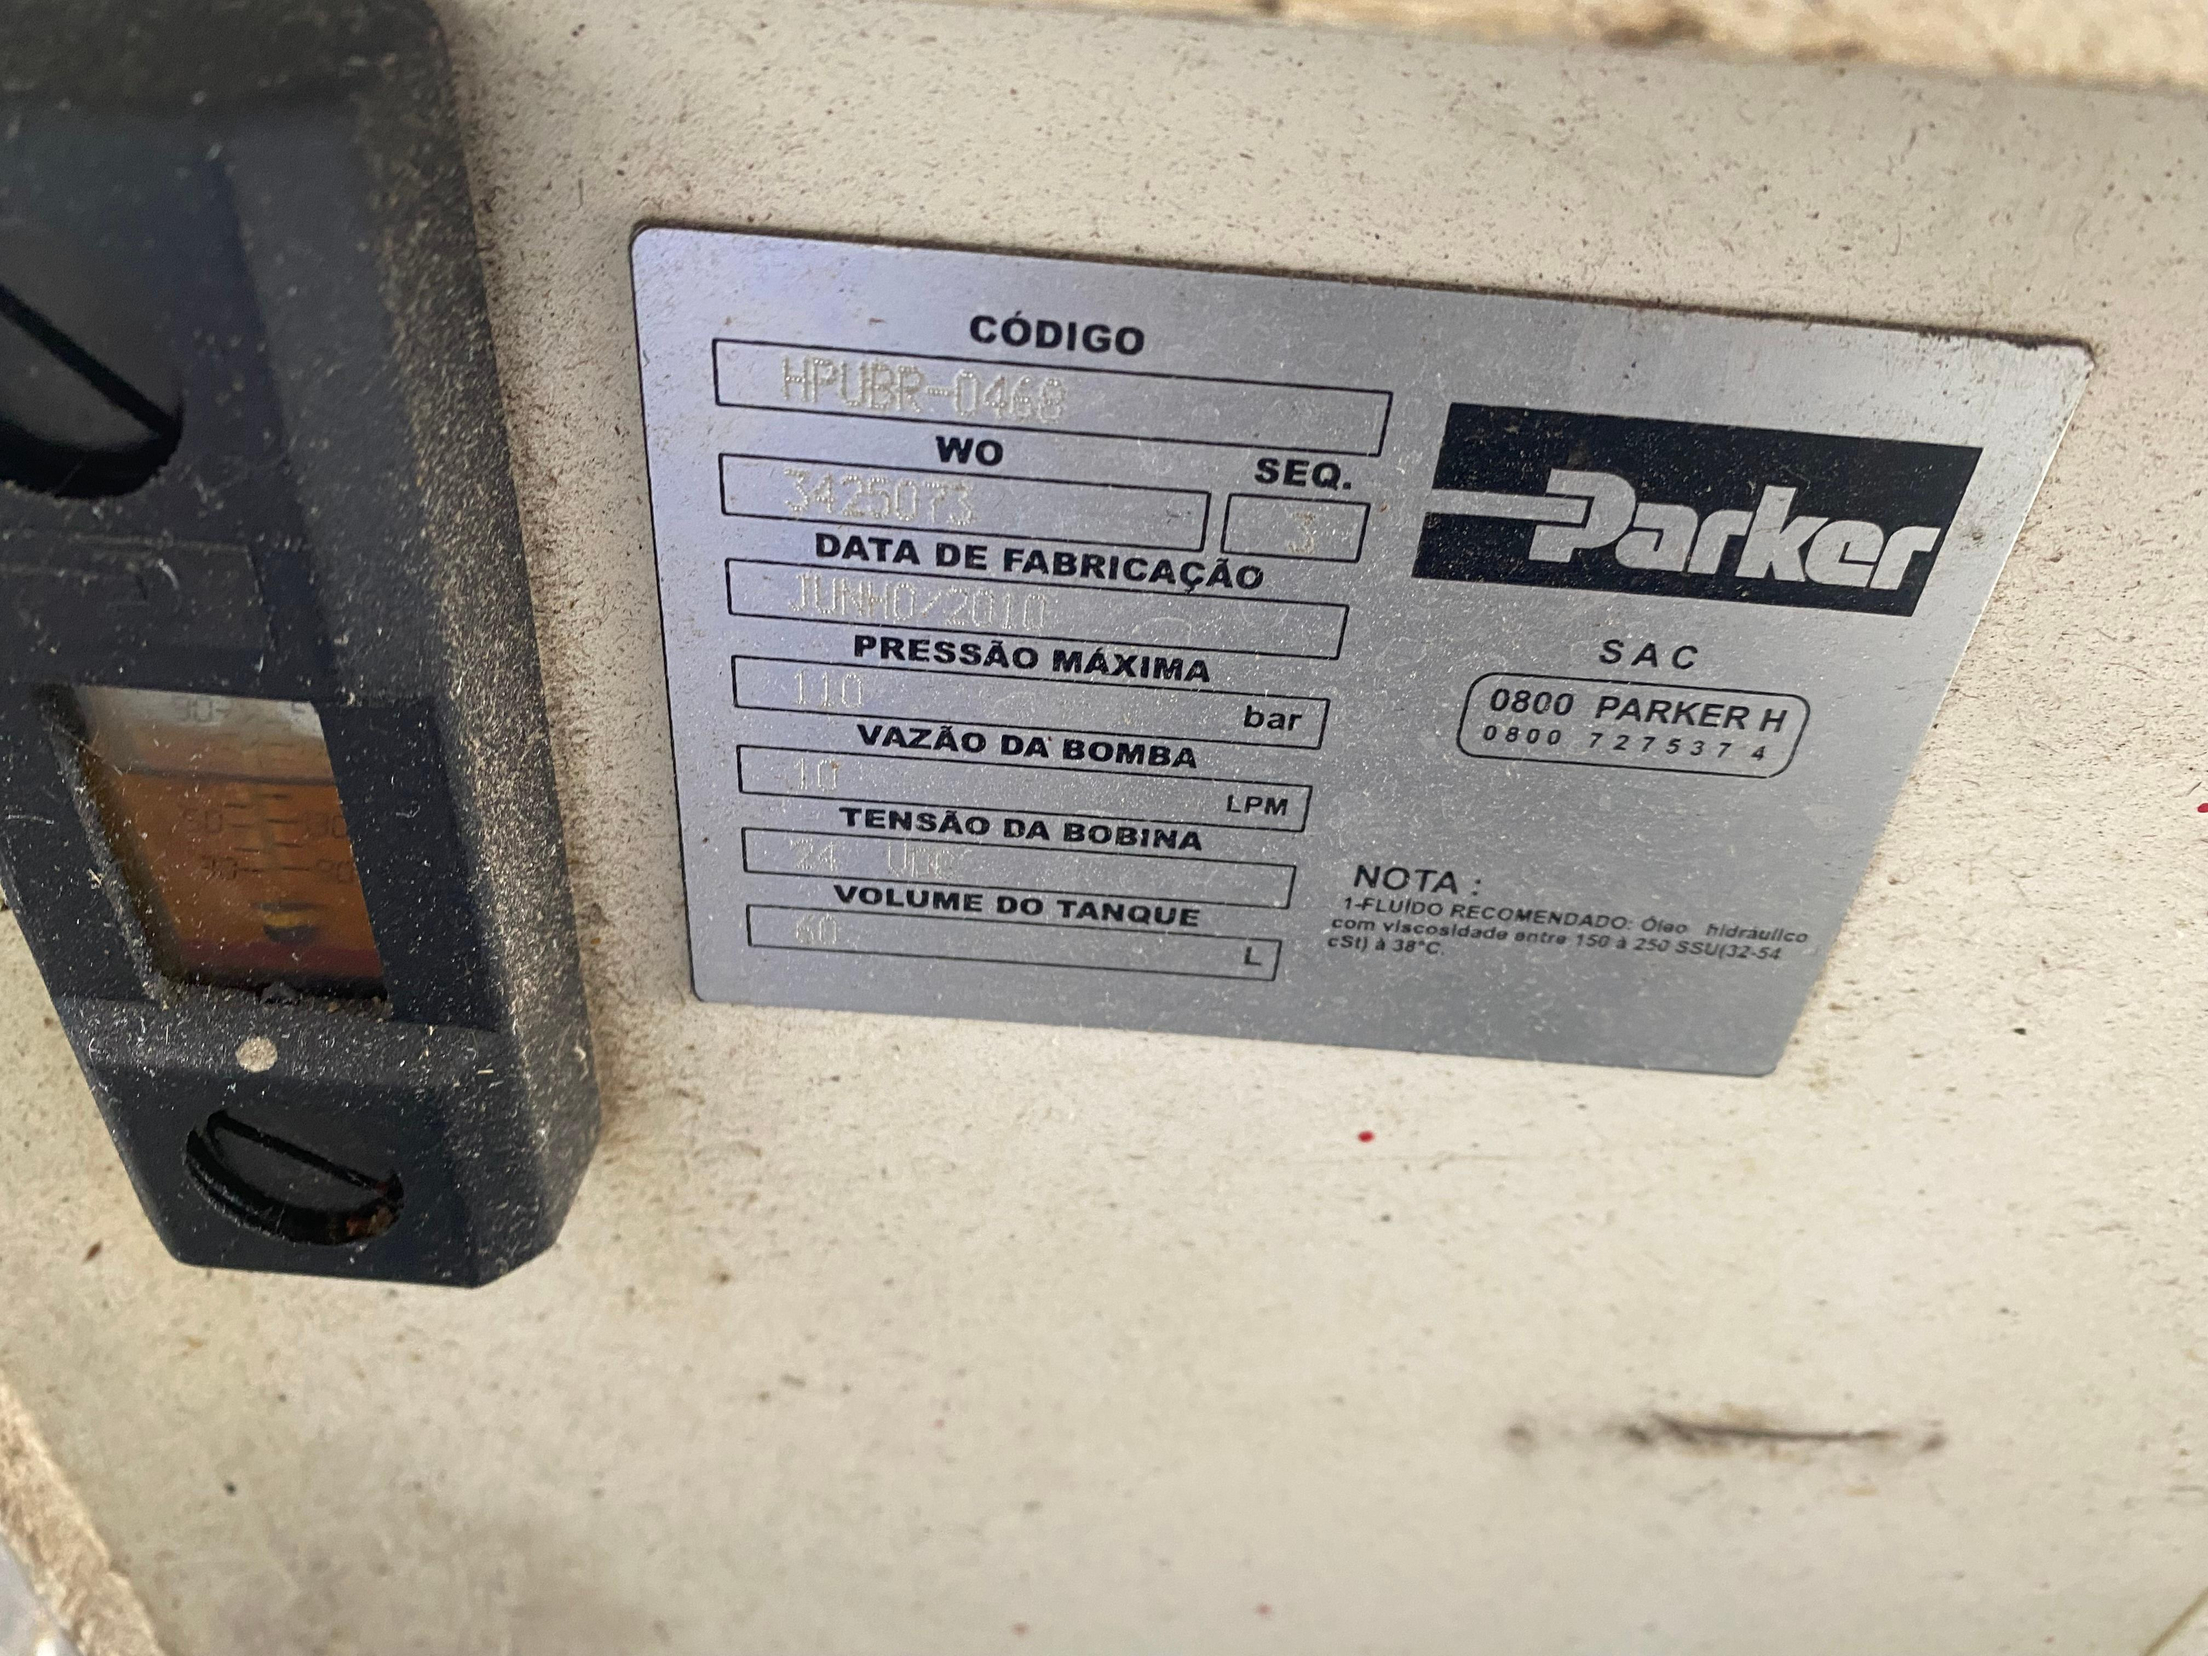 CÓDIGO
HPUBR-0468
WO
SEQ.
3425073
3
DATA DE FABRICAÇÃO
JUNHO/2010
PRESSÃO MÁXIMA
110
bar
VAZÃO DA BOMBA
10
LPM
TENSÃO DA BOBINA
24 VDC
VOLUME DO TANQUE
60
L
Parker
SAC
0800 PARKER H
0800 7275374
NOTA :
1-FLUÍDO RECOMENDADO: Óleo hidráulico
com viscosidade entre 150 à 250 SSU(32-54
cSt) à 38°C.